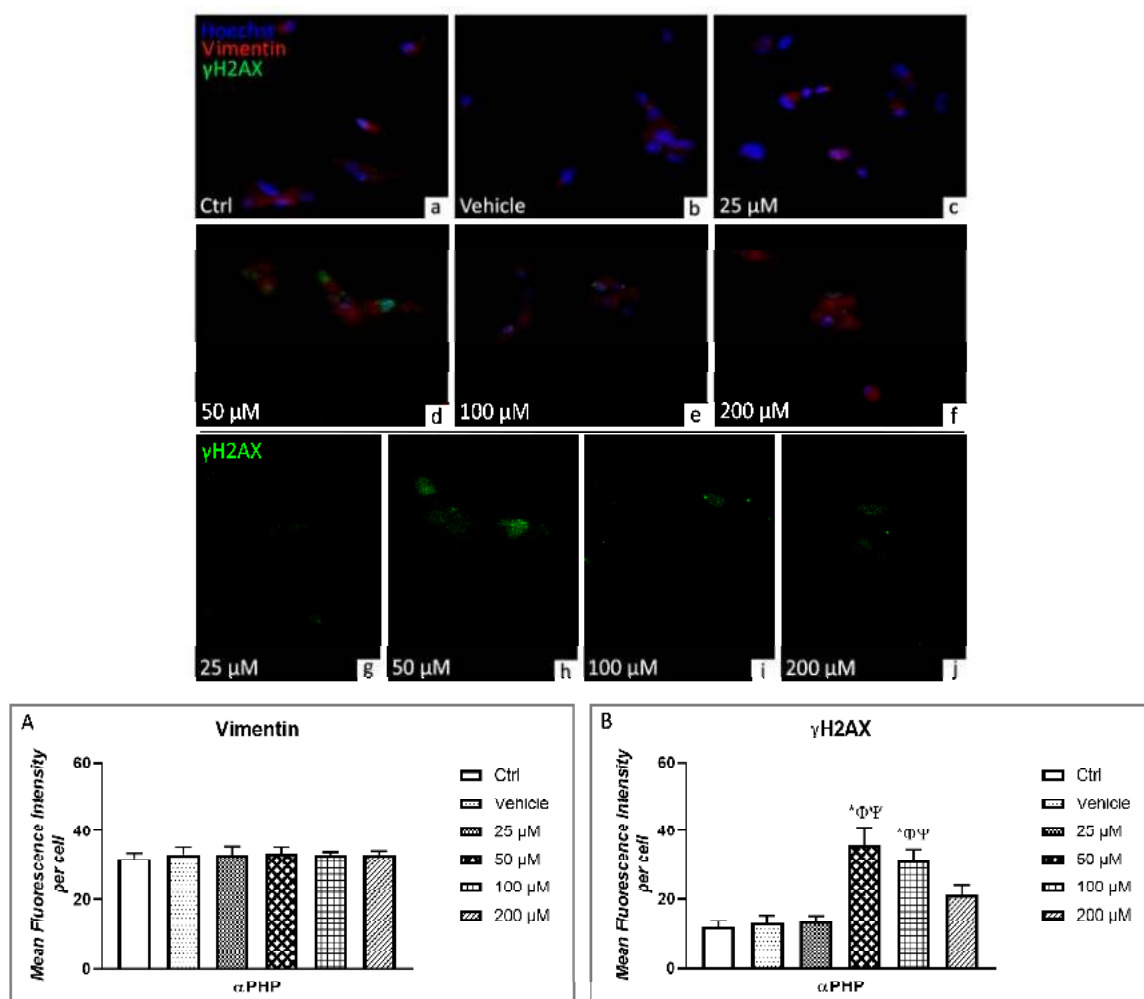 Hoechst
Vimentin
γH2AX
Ctrl
a
Vehicle
b
25 μM
c
50 μM
d
100 μM
e
200 μM
f
γH2AX
25 μM
g
50 μM
h
100 μM
i
200 μM
j
A
Vimentin
Mean Fluorescence Intensity
per cell
60
40
20
0
αPHP
Ctrl
Vehicle
25 μM
50 μM
100 μM
200 μM
B
γH2AX
Mean Fluorescence Intensity
per cell
60
40
20
0
*ΦΨ
*ΦΨ
αPHP
Ctrl
Vehicle
25 μM
50 μM
100 μM
200 μM